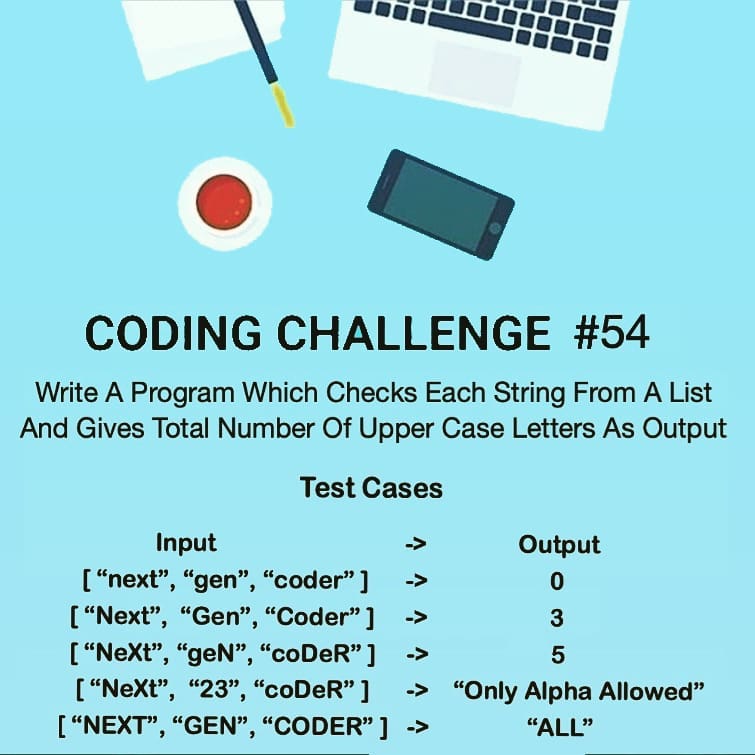 CODING CHALLENGE #54
Write A Program Which Checks Each String From A List
And Gives Total Number Of Upper Case Letters As Output
Test Cases
Input -> Output
[ “next”, “gen”, “coder” ] -> 0
[ “Next”, “Gen”, “Coder” ] -> 3
[ “NeXt”, “geN”, “coDeR” ] -> 5
[ “NeXt”, “23”, “coDeR” ] -> “Only Alpha Allowed”
[ “NEXT”, “GEN”, “CODER” ] -> “ALL”